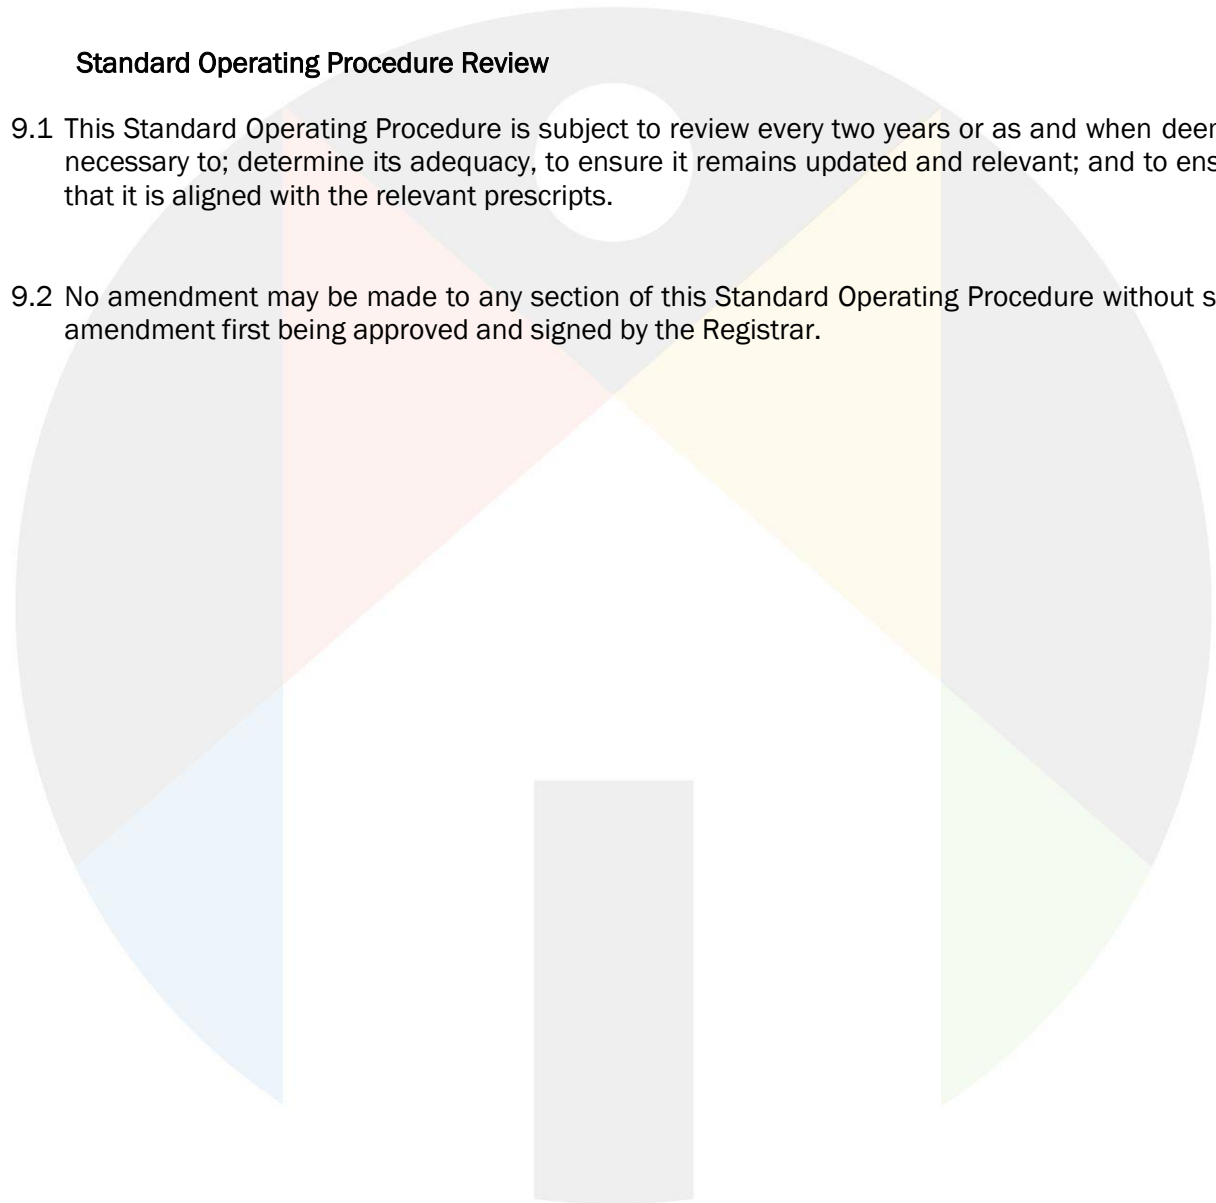 Standard Operating Procedure Review
9.1 This Standard Operating Procedure is subject to review every two years or as and when
necessary to; determine its adequacy, to ensure it remains updated and relevant; and to
that it is aligned with the relevant prescripts.
9.2 No amendment may be made to any section of this Standard Operating Procedure without
amendment first being approved and signed by the Registrar.